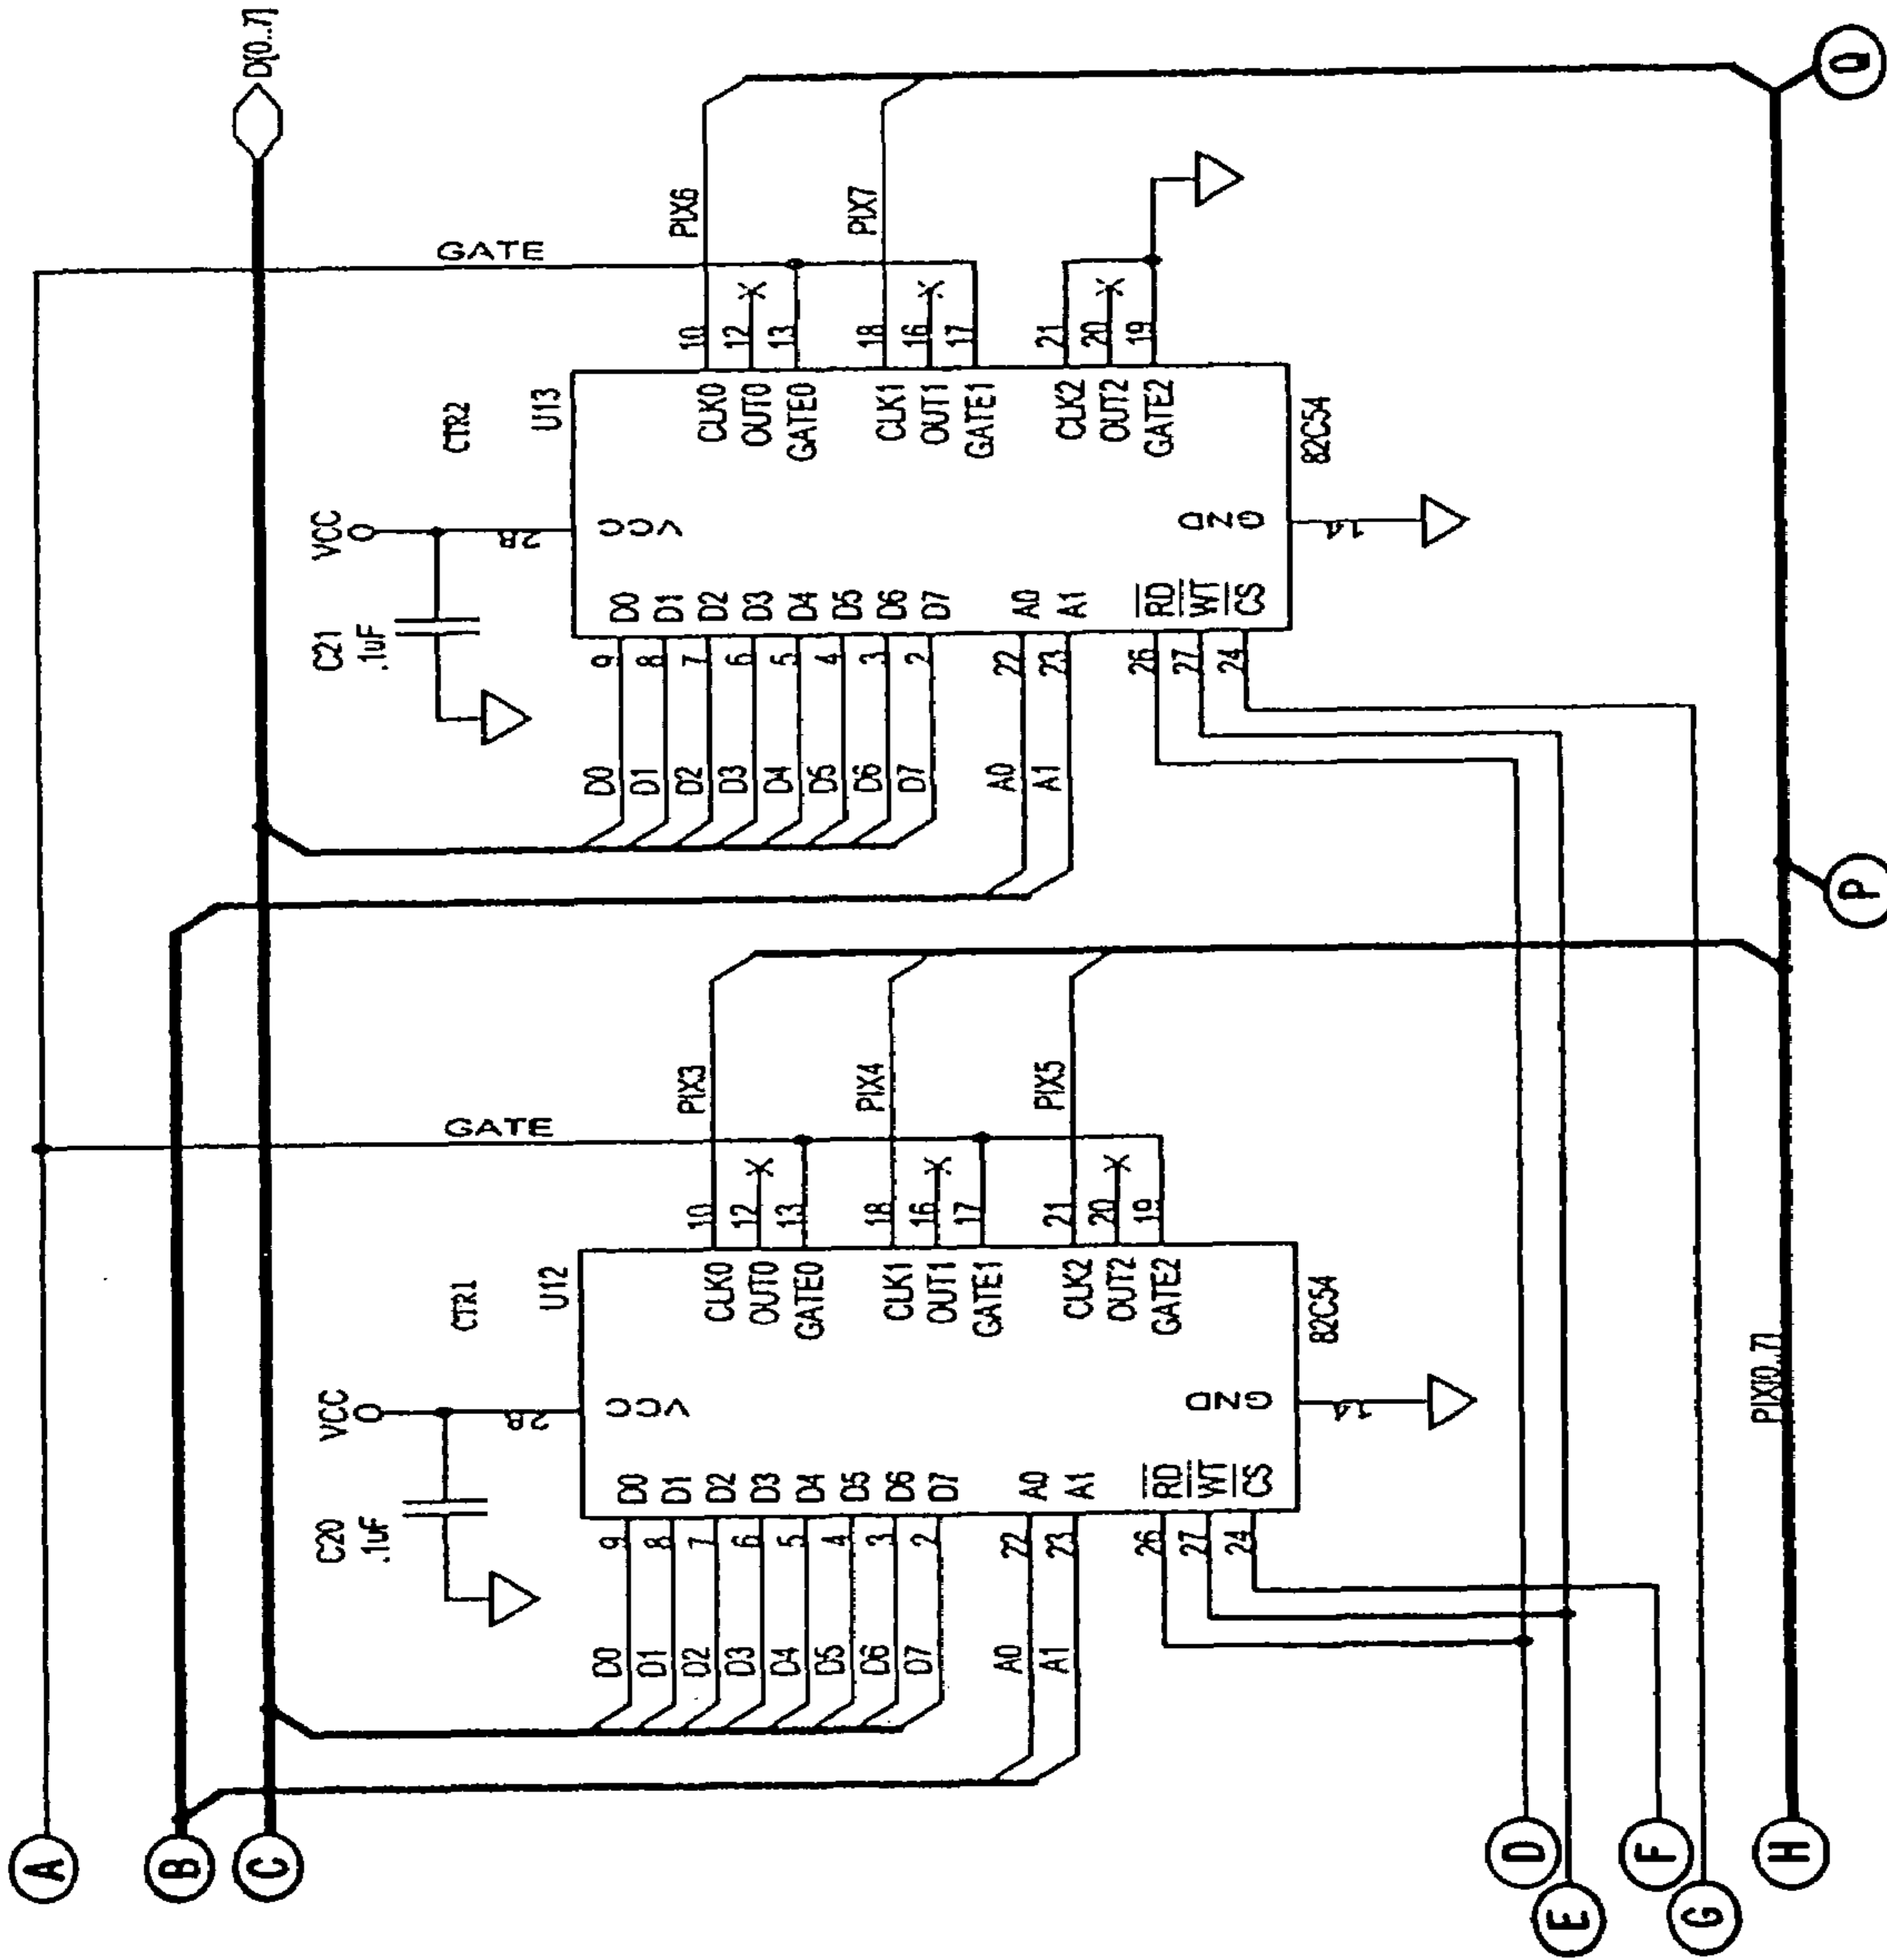 A
B
C
D[0..7]
GATE
GATE
VCC
C20
.1uF
28
CTR1
U12
VCC
D0
D1
D2
D3
D4
D5
D6
D7
A0
A1
RD
WT
CS
GND
CLK0
OUT0
GATE0
CLK1
OUT1
GATE1
CLK2
OUT2
GATE2
82C54
14
9
8
7
6
5
4
3
2
22
23
26
27
24
D0
D1
D2
D3
D4
D5
D6
D7
A0
A1
10
12
13
18
16
17
21
20
19
PIX3
PIX4
PIX5
VCC
C21
.1uF
28
CTR2
U13
VCC
D0
D1
D2
D3
D4
D5
D6
D7
A0
A1
RD
WT
CS
GND
CLK0
OUT0
GATE0
CLK1
OUT1
GATE1
CLK2
OUT2
GATE2
82C54
14
9
8
7
6
5
4
3
2
22
23
26
27
24
D0
D1
D2
D3
D4
D5
D6
D7
A0
A1
10
12
13
18
16
17
21
20
19
PIX6
PIX7
D
E
F
G
PIX[0..7]
H
P
Q